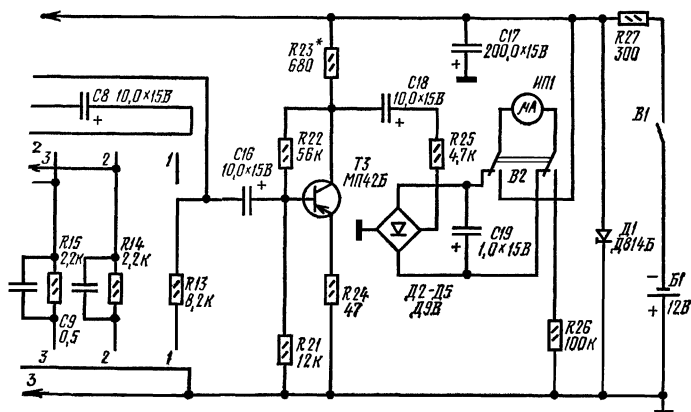 R23*
680
C17
200,0×15В
R27
300
C8 10,0×15В
C18
10,0×15В
ИП1
мА
В1
2
3
2
1
C16
10,0×15В
R22
56к
Т3
МП42Б
R25
4,7к
В2
R15
2,2к
R14
2,2к
R13
8,2к
C19
1,0×15В
Д1
Д814Б
Д2-Д5
Д9В
R24
47
Б1
12В
C9
0,5
R21
12к
R26
100к
3
2
1
3